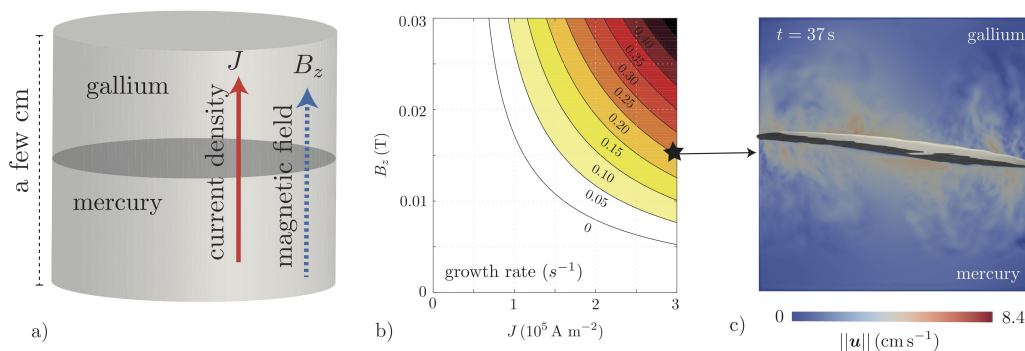 a few cm
gallium
mercury
J
current density
B_z
magnetic field
a)
B_z (T)
0.03
0.02
0.01
0
0
1
2
3
J (10^5 A m^{-2})
0.40
0.35
0.30
0.25
0.20
0.15
0.10
0.05
0
growth rate (s^{-1})
b)
t = 37 s
gallium
mercury
0
8.4
||u|| (cm s^{-1})
c)